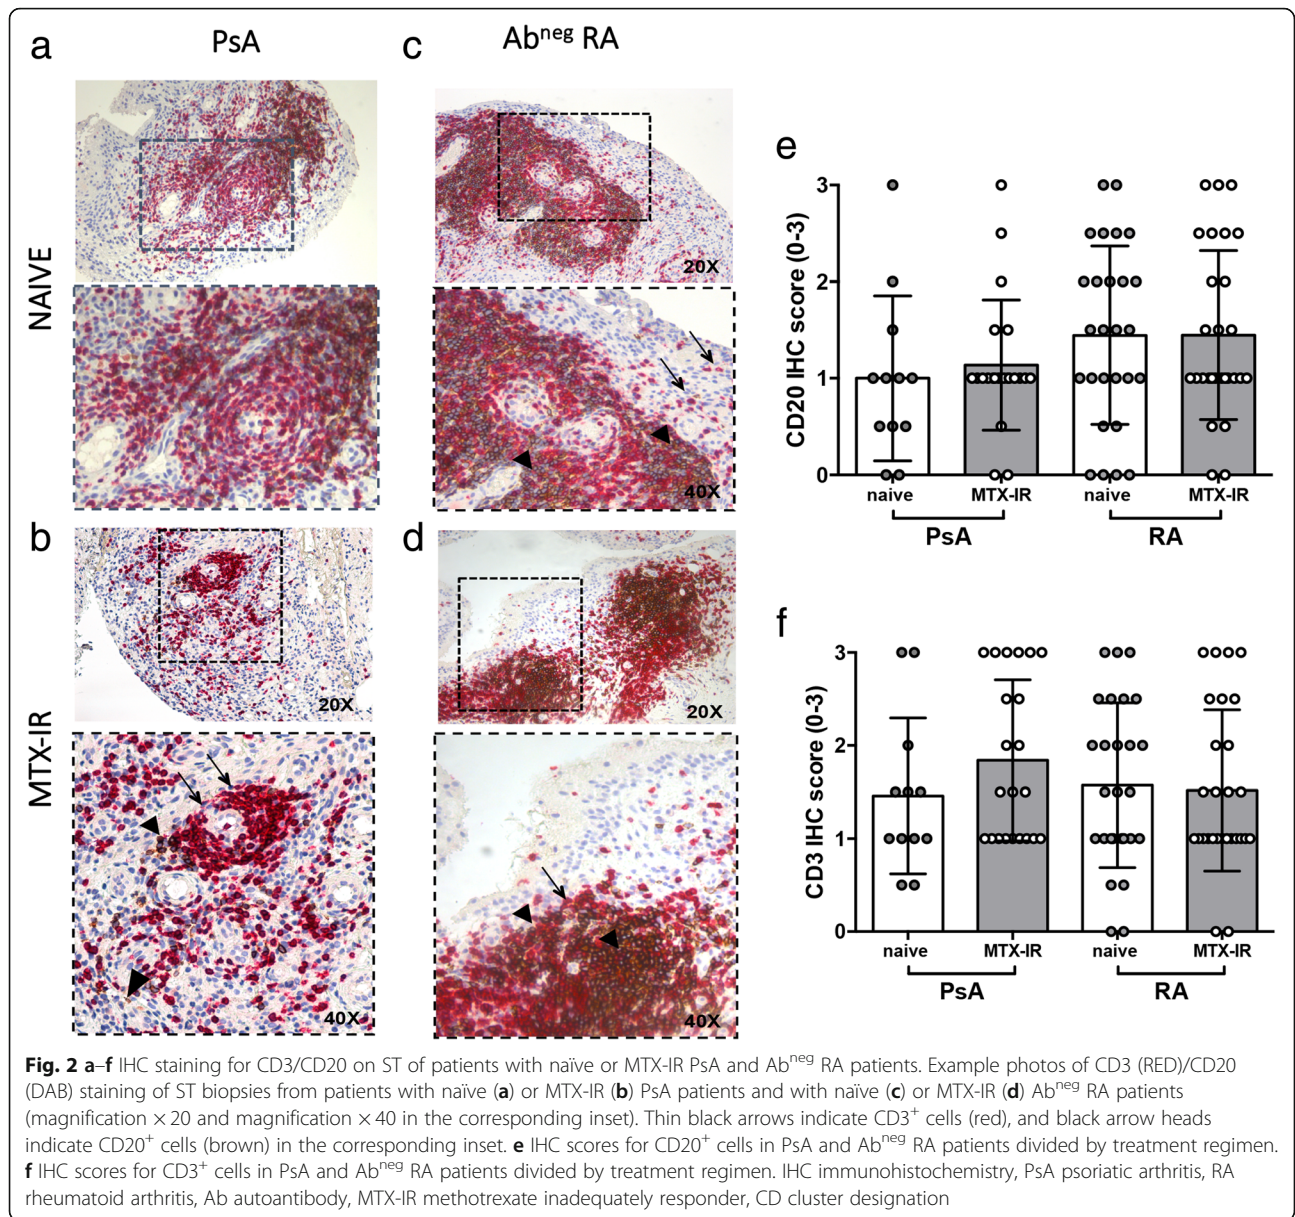 a
PsA
c
Abneg RA
NAIVE
20X
40X
b
d
MTX-IR
20X
20X
40X
40X
e
CD20 IHC score (0-3)
3
2
1
0
naive MTX-IR naive MTX-IR
PsA RA
f
CD3 IHC score (0-3)
3
2
1
0
naive MTX-IR naive MTX-IR
PsA RA
Fig. 2 a–f IHC staining for CD3/CD20 on ST of patients with naïve or MTX-IR PsA and Abneg RA patients. Example photos of CD3 (RED)/CD20
(DAB) staining of ST biopsies from patients with naïve (a) or MTX-IR (b) PsA patients and with naïve (c) or MTX-IR (d) Abneg RA patients
(magnification × 20 and magnification × 40 in the corresponding inset). Thin black arrows indicate CD3+ cells (red), and black arrow heads
indicate CD20+ cells (brown) in the corresponding inset. e IHC scores for CD20+ cells in PsA and Abneg RA patients divided by treatment regimen.
f IHC scores for CD3+ cells in PsA and Abneg RA patients divided by treatment regimen. IHC immunohistochemistry, PsA psoriatic arthritis, RA
rheumatoid arthritis, Ab autoantibody, MTX-IR methotrexate inadequately responder, CD cluster designation